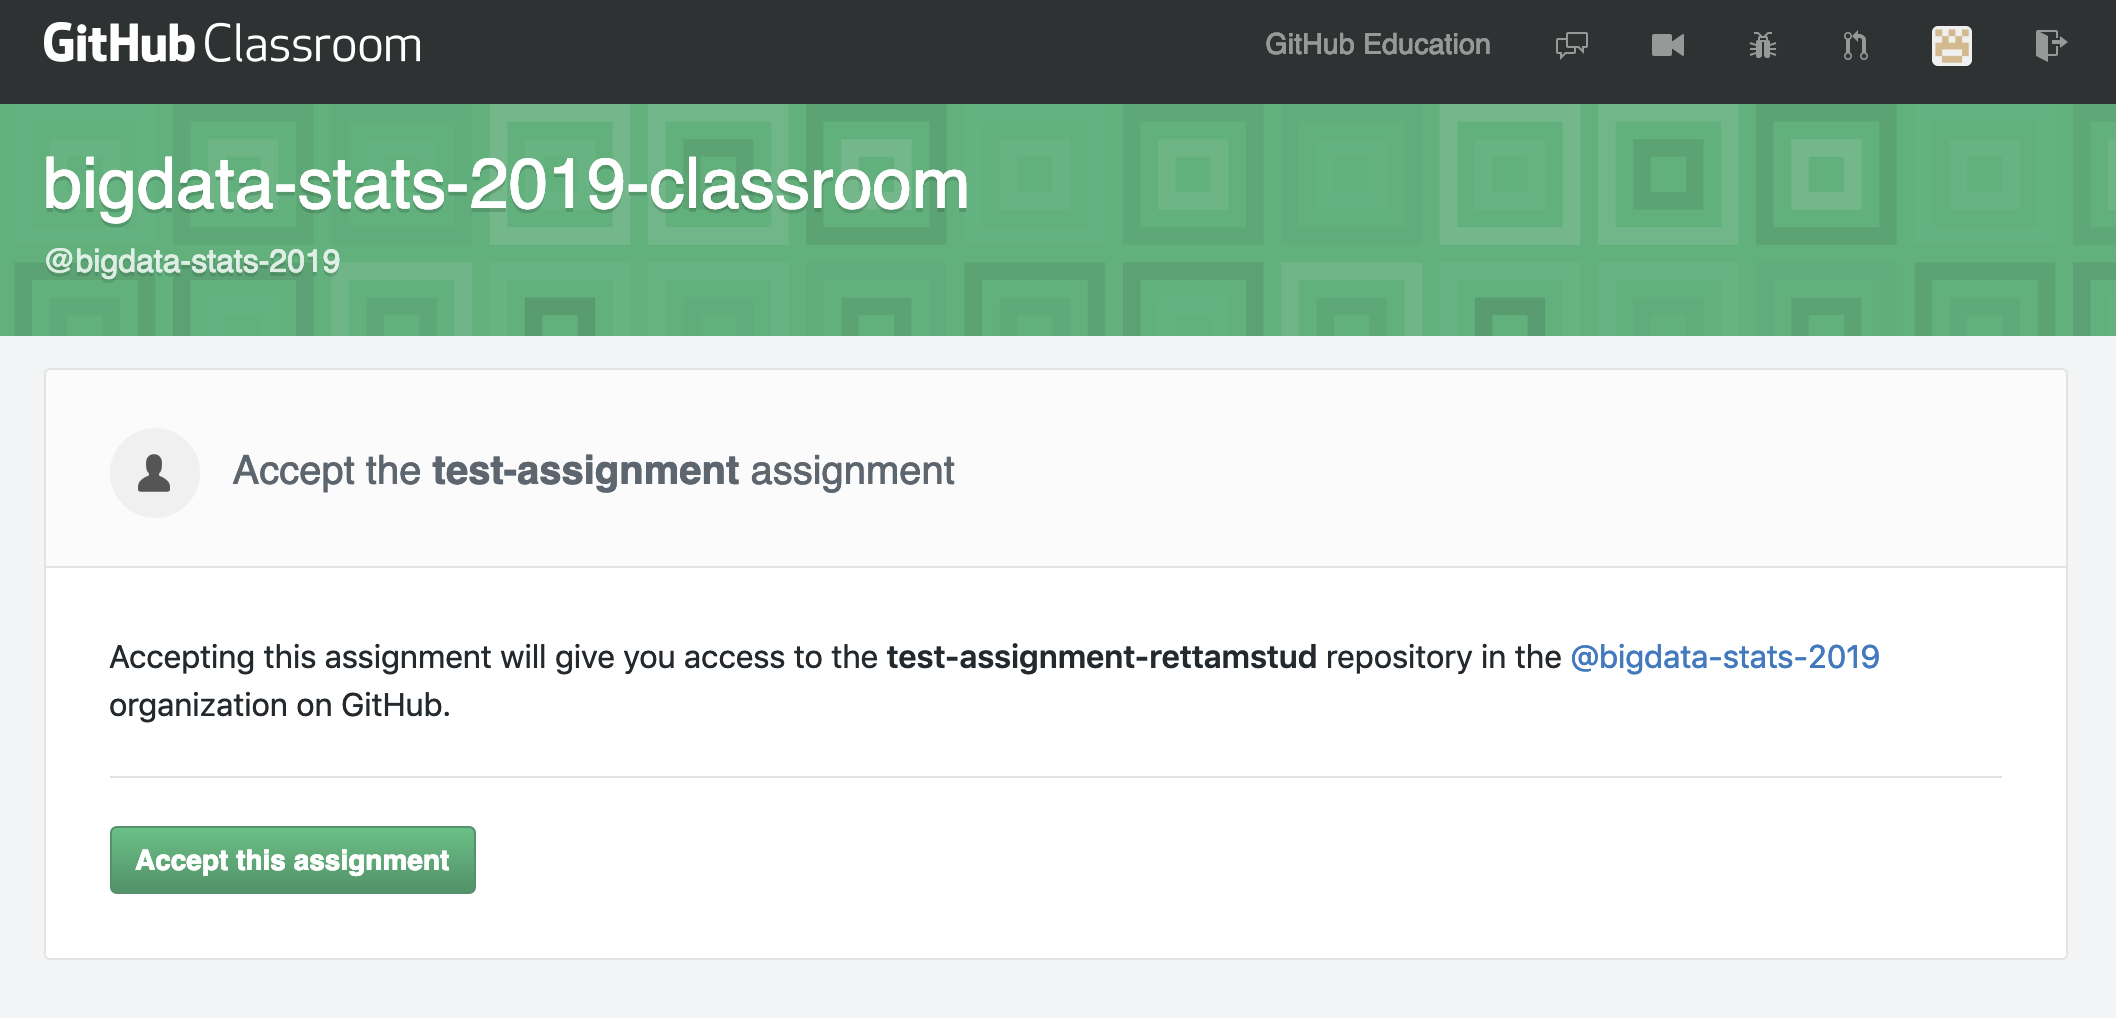 GitHub Classroom
GitHub Education
bigdata-stats-2019-classroom
@bigdata-stats-2019
Accept the test-assignment assignment
Accepting this assignment will give you access to the test-assignment-rettamstud repository in the @bigdata-stats-2019
organization on GitHub.
Accept this assignment